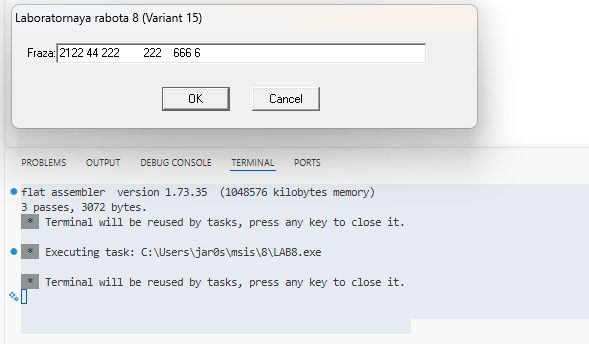 Laboratornaya rabota 8 (Variant 15)
Fraza: 2122 44 222 222 666 6
OK Cancel
PROBLEMS OUTPUT DEBUG CONSOLE TERMINAL PORTS
flat assembler version 1.73.35 (1048576 kilobytes memory)
3 passes, 3072 bytes.
* Terminal will be reused by tasks, press any key to close it.
* Executing task: C:\Users\jar0s\msis\8\LAB8.exe
* Terminal will be reused by tasks, press any key to close it.